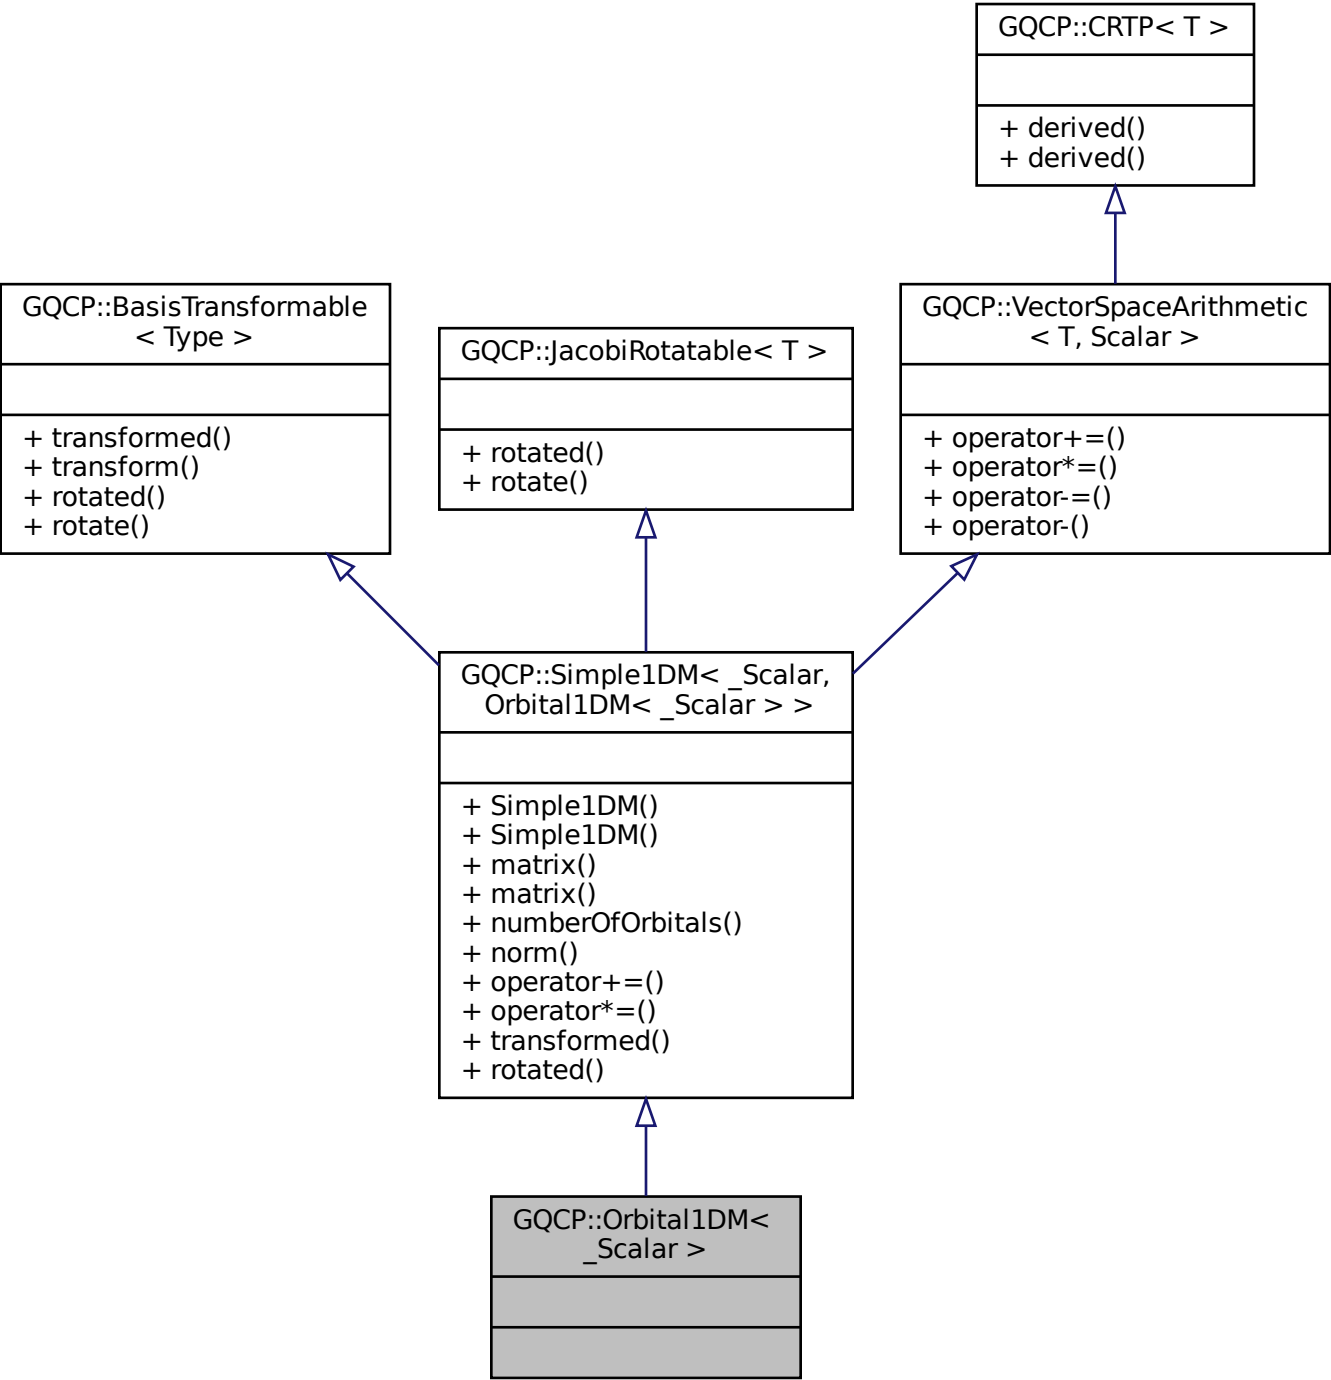 GQCP::CRTP< T >
+ derived()
+ derived()
GQCP::BasisTransformable
< Type >
+ transformed()
+ transform()
+ rotated()
+ rotate()
GQCP::JacobiRotatable< T >
+ rotated()
+ rotate()
GQCP::VectorSpaceArithmetic
< T, Scalar >
+ operator+=()
+ operator*=()
+ operator-=()
+ operator-()
GQCP::Simple1DM< _Scalar,
Orbital1DM< _Scalar > >
+ Simple1DM()
+ Simple1DM()
+ matrix()
+ matrix()
+ numberOfOrbitals()
+ norm()
+ operator+=()
+ operator*=()
+ transformed()
+ rotated()
GQCP::Orbital1DM<
_Scalar >